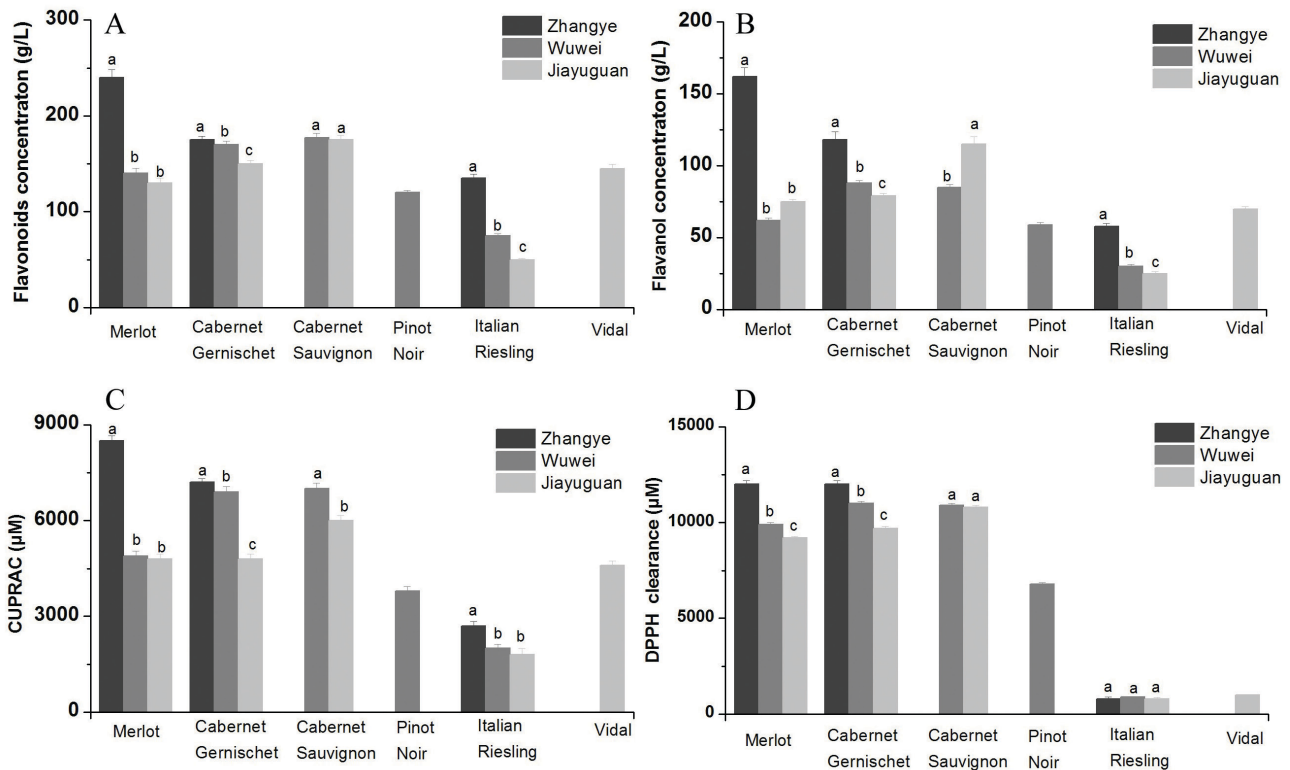 A
Flavonoids concentraton (g/L)
300
200
100
0
Zhangye
Wuwei
Jiayuguan
a
b
b
a
b
c
a
a
a
b
c
Merlot
Cabernet
Gernischet
Cabernet
Sauvignon
Pinot
Noir
Italian
Riesling
Vidal
B
Flavanol concentraton (g/L)
200
150
100
50
0
Zhangye
Wuwei
Jiayuguan
a
b
b
a
b
c
b
a
a
b
c
Merlot
Cabernet
Gernischet
Cabernet
Sauvignon
Pinot
Noir
Italian
Riesling
Vidal
C
CUPRAC (μM)
9000
6000
3000
0
Zhangye
Wuwei
Jiayuguan
a
b
b
a
b
c
a
b
a
b
b
Merlot
Cabernet
Gernischet
Cabernet
Sauvignon
Pinot
Noir
Italian
Riesling
Vidal
D
DPPH clearance (μM)
15000
10000
5000
0
Zhangye
Wuwei
Jiayuguan
a
b
c
a
b
c
a
a
a
a
a
Merlot
Cabernet
Gernischet
Cabernet
Sauvignon
Pinot
Noir
Italian
Riesling
Vidal